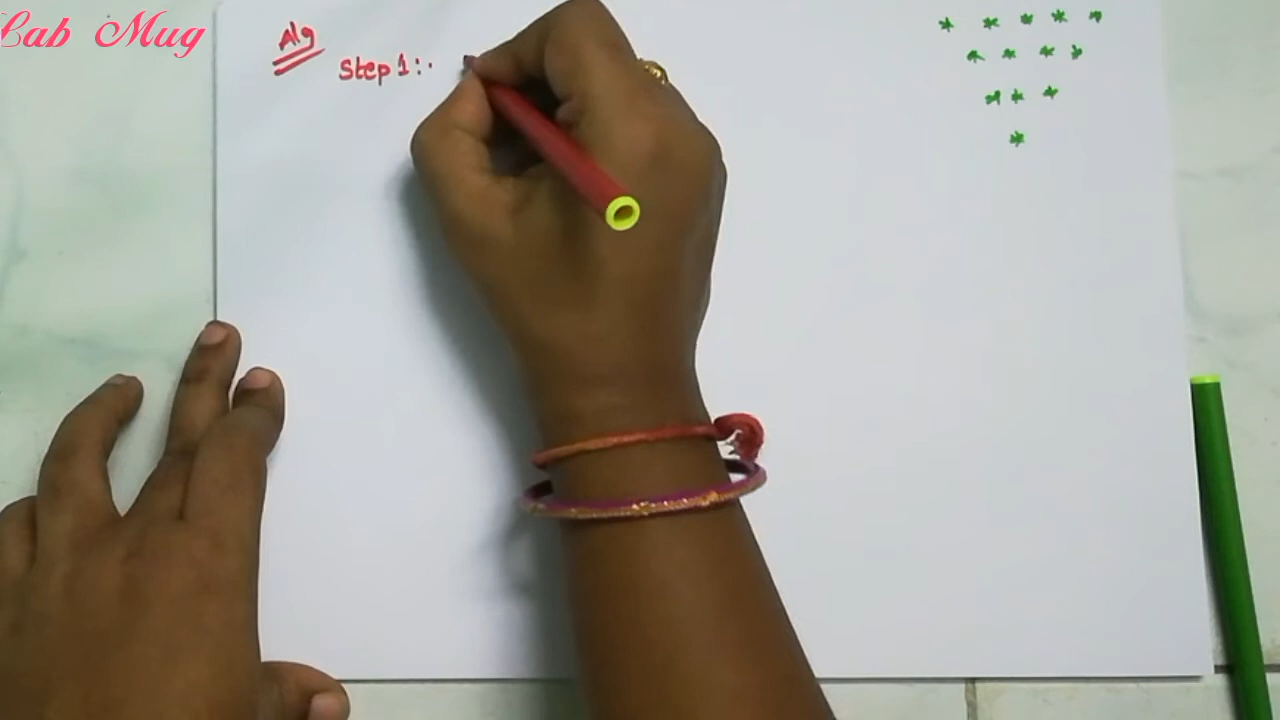 Lab Mug
Alg
Step 1:.
* * * * *
* * * *
* * *
*